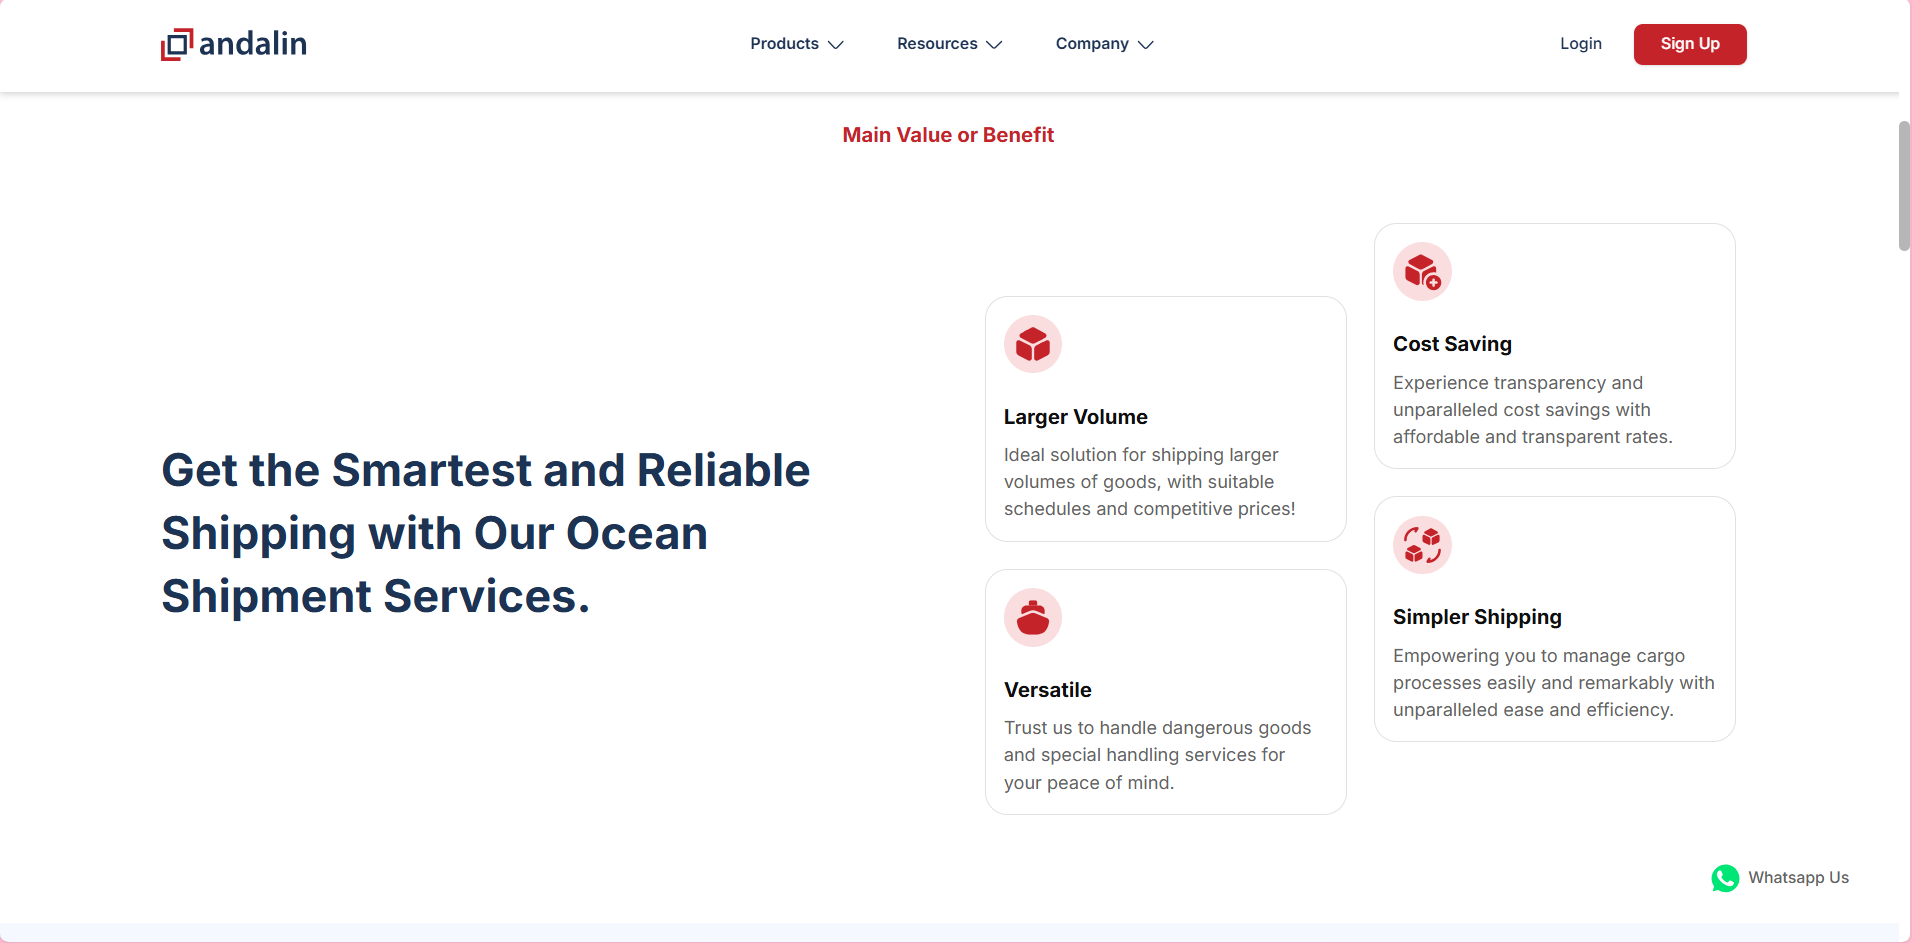 andalin
Products
Resources
Company
Login
Sign Up
Main Value or Benefit
Get the Smartest and Reliable
Shipping with Our Ocean
Shipment Services.
Larger Volume
Ideal solution for shipping larger
volumes of goods, with suitable
schedules and competitive prices!
Versatile
Trust us to handle dangerous goods
and special handling services for
your peace of mind.
Cost Saving
Experience transparency and
unparalleled cost savings with
affordable and transparent rates.
Simpler Shipping
Empowering you to manage cargo
processes easily and remarkably with
unparalleled ease and efficiency.
Whatsapp Us